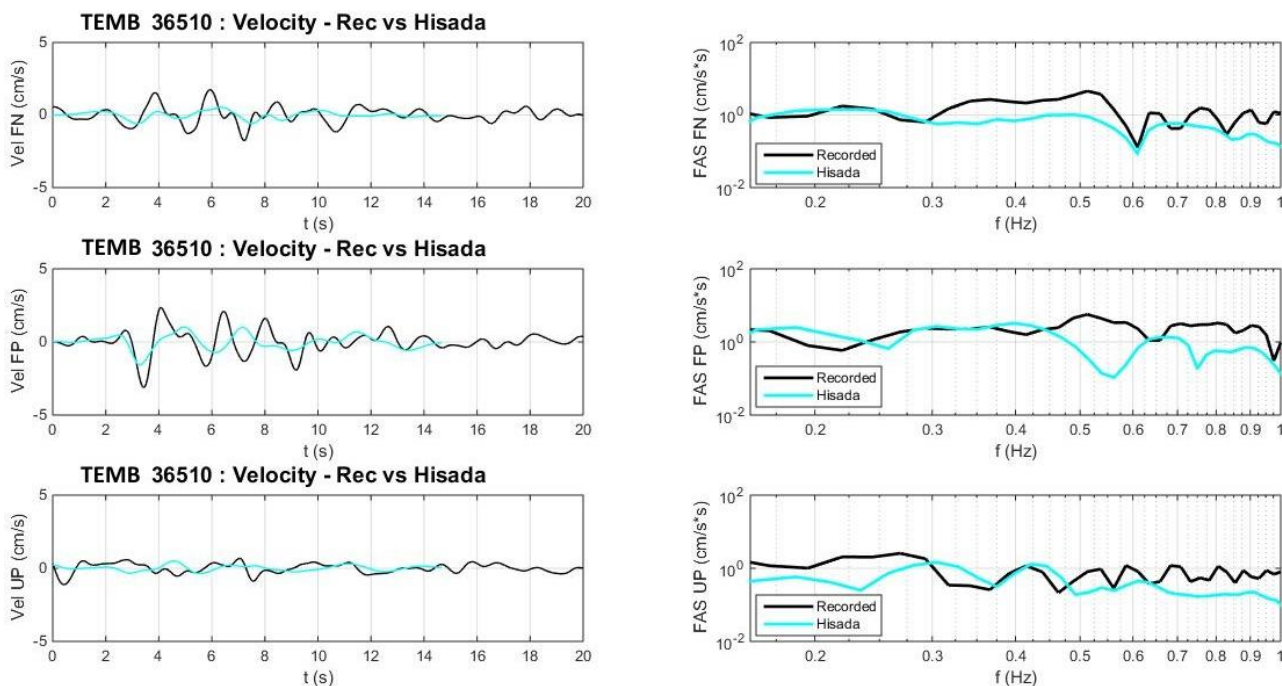 TEMB 36510 : Velocity - Rec vs Hisada
5
0
-5
Vel FN (cm/s)
0 2 4 6 8 10 12 14 16 18 20
t (s)
10^2
10^0
10^-2
FAS FN (cm/s*s)
Recorded
Hisada
0.2 0.3 0.4 0.5 0.6 0.7 0.8 0.9 1
f (Hz)
TEMB 36510 : Velocity - Rec vs Hisada
5
0
-5
Vel FP (cm/s)
0 2 4 6 8 10 12 14 16 18 20
t (s)
10^2
10^0
10^-2
FAS FP (cm/s*s)
Recorded
Hisada
0.2 0.3 0.4 0.5 0.6 0.7 0.8 0.9 1
f (Hz)
TEMB 36510 : Velocity - Rec vs Hisada
5
0
-5
Vel UP (cm/s)
0 2 4 6 8 10 12 14 16 18 20
t (s)
10^2
10^0
10^-2
FAS UP (cm/s*s)
Recorded
Hisada
0.2 0.3 0.4 0.5 0.6 0.7 0.8 0.9 1
f (Hz)